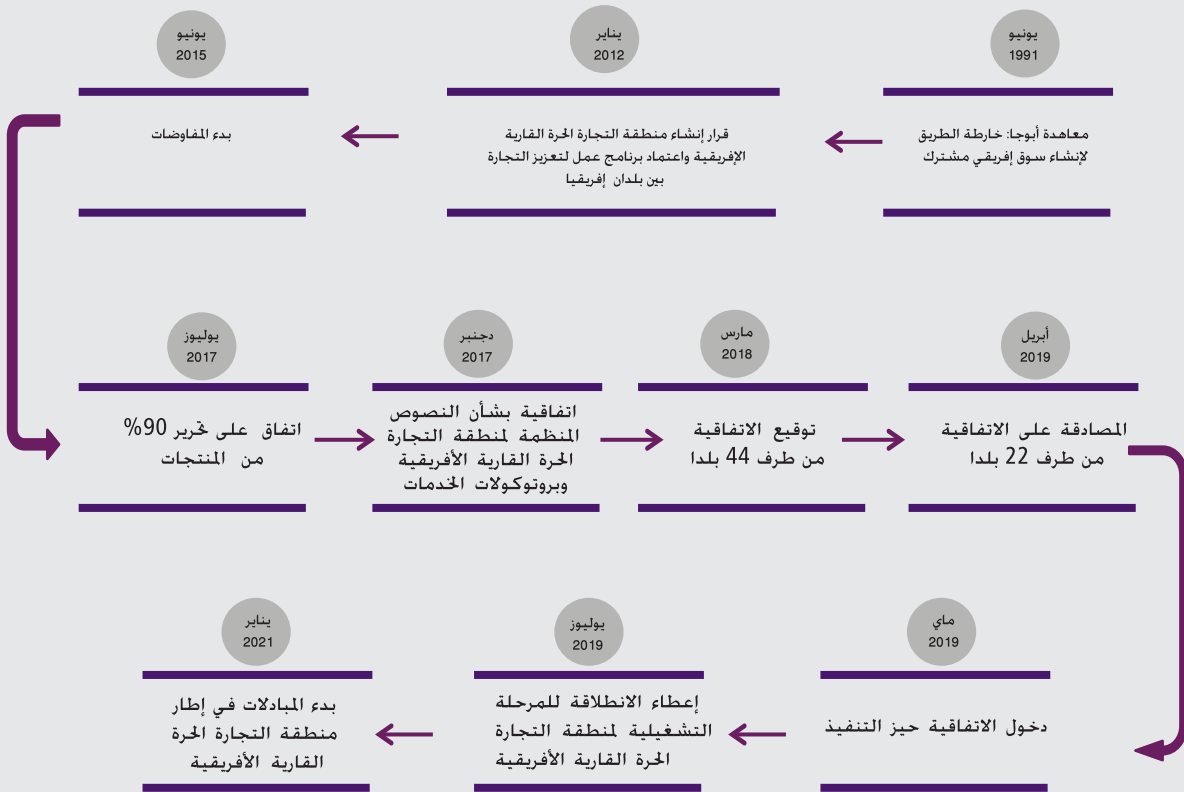 يونيو
1991
معاهدة أبوجا: خارطة الطريق
لإنشاء سوق إفريقي مشترك
يناير
2012
قرار إنشاء منطقة التجارة الحرة القارية
الإفريقية واعتماد برنامج عمل لتعزيز التجارة
بين بلدان إفريقيا
يونيو
2015
بدء المفاوضات
يوليوز
2017
اتفاق على تحرير 90%
من المنتجات
دجنبر
2017
اتفاقية بشأن النصوص
المنظمة لمنطقة التجارة
الحرة القارية الأفريقية
وبروتوكولات الخدمات
مارس
2018
توقيع الاتفاقية
من طرف 44 بلدا
أبريل
2019
المصادقة على الاتفاقية
من طرف 22 بلدا
ماي
2019
دخول الاتفاقية حيز التنفيذ
يوليوز
2019
إعطاء الانطلاقة للمرحلة
التشغيلية لمنطقة التجارة
الحرة القارية الأفريقية
يناير
2021
بدء المبادلات في إطار
منطقة التجارة الحرة
القارية الأفريقية